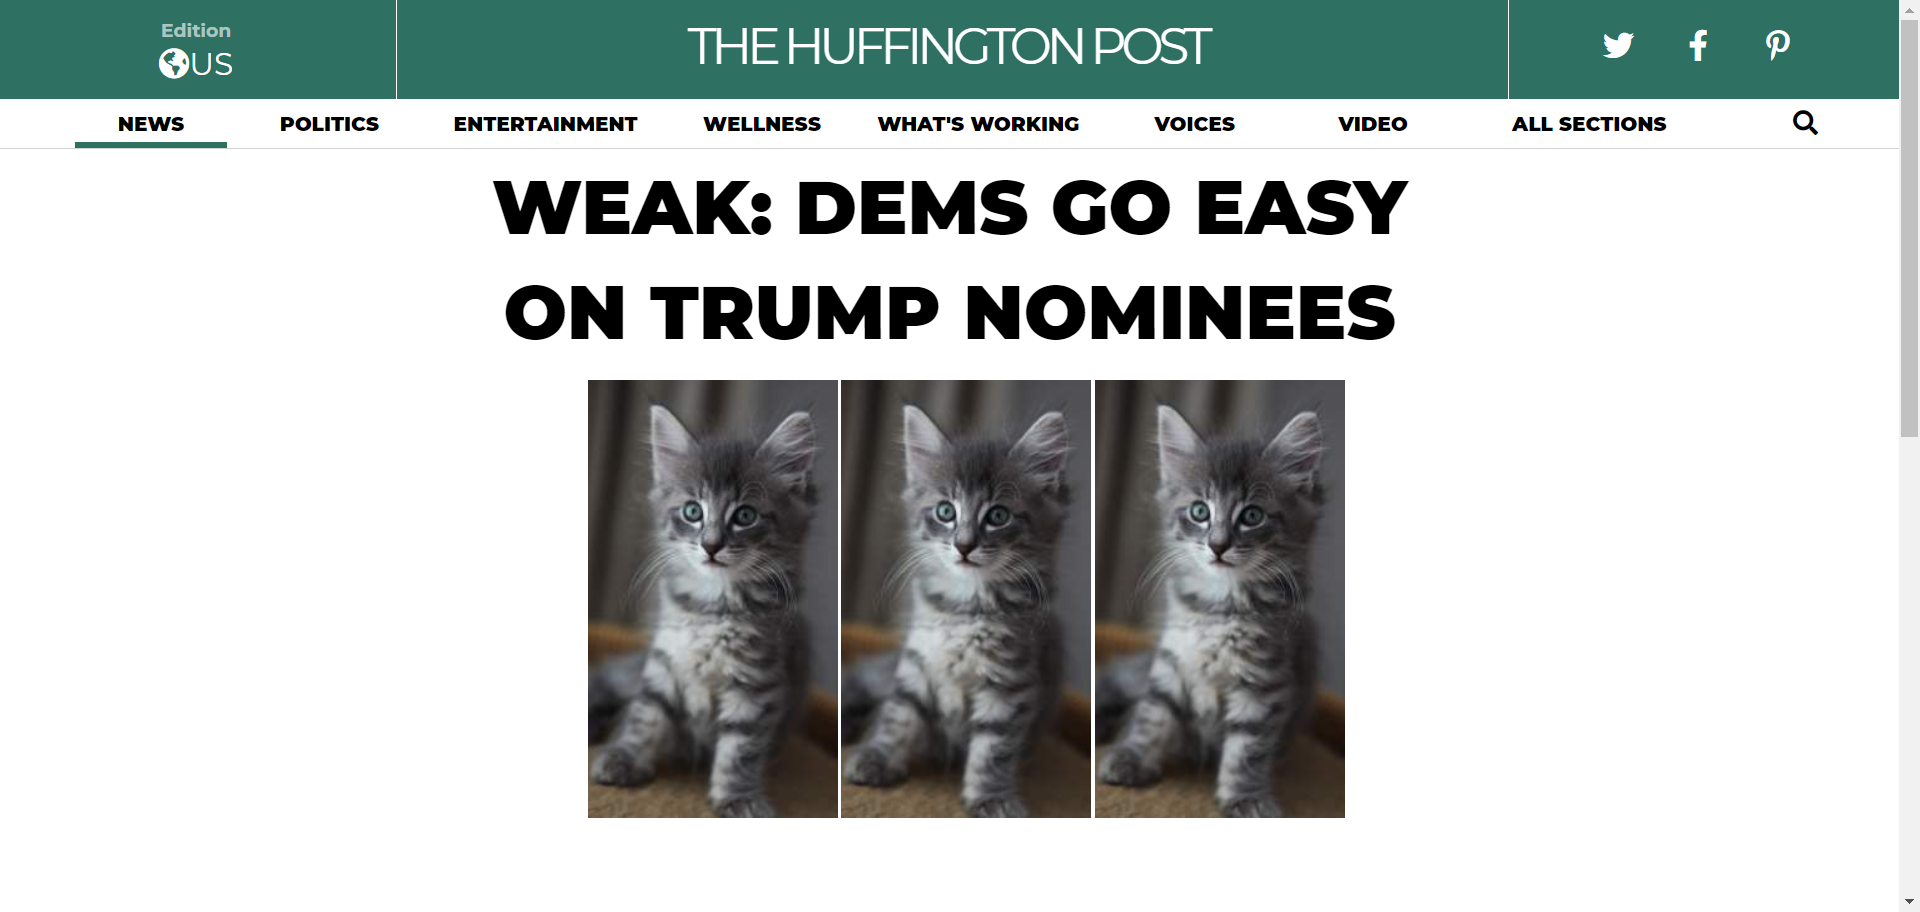 Edition
US
THE HUFFINGTON POST
NEWS POLITICS ENTERTAINMENT WELLNESS WHAT'S WORKING VOICES VIDEO ALL SECTIONS
WEAK: DEMS GO EASY
ON TRUMP NOMINEES